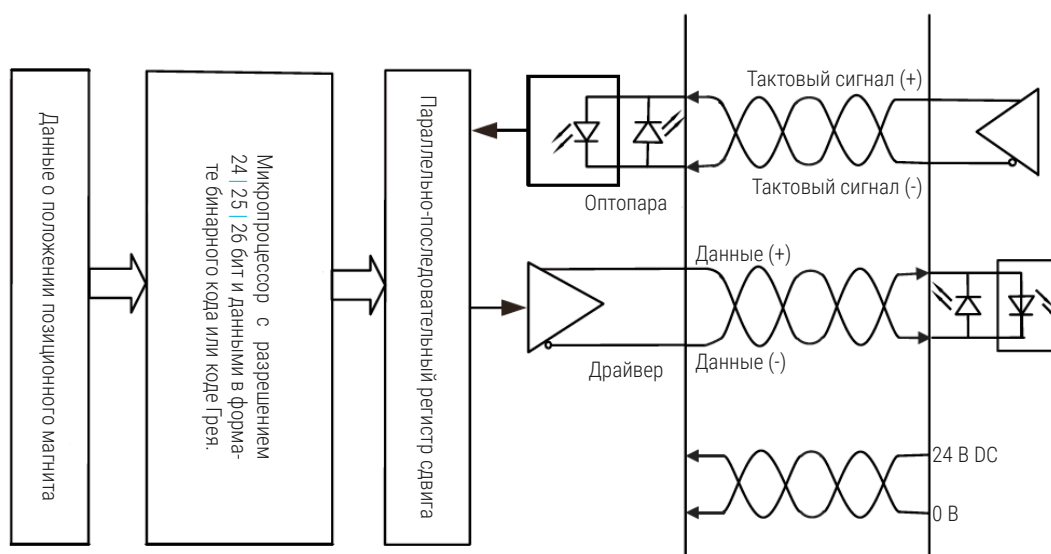 Данные о положении позиционного магнита
Микропроцессор с разрешением
24 | 25 | 26 бит и данными в форма-
те бинарного кода или коде Грея.
Параллельно-последовательный регистр сдвига
Оптопара
Тактовый сигнал (+)
Тактовый сигнал (-)
Драйвер
Данные (+)
Данные (-)
24 В DC
0 В